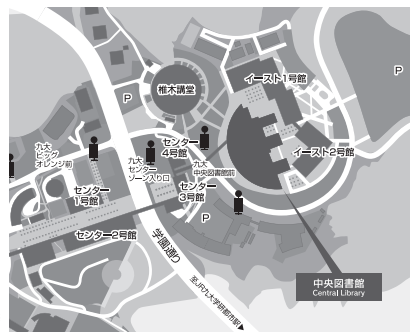 イースト1号館
椎木講堂
P
P
センター
4号館
イースト2号館
九大
ビッグ
オレンジ前
九大
センター
ゾーン入り口
九大
中央図書館前
センター
1号館
センター
3号館
P
センター2号館
学園通り
至JR九大学研都市駅
中央図書館
Central Library